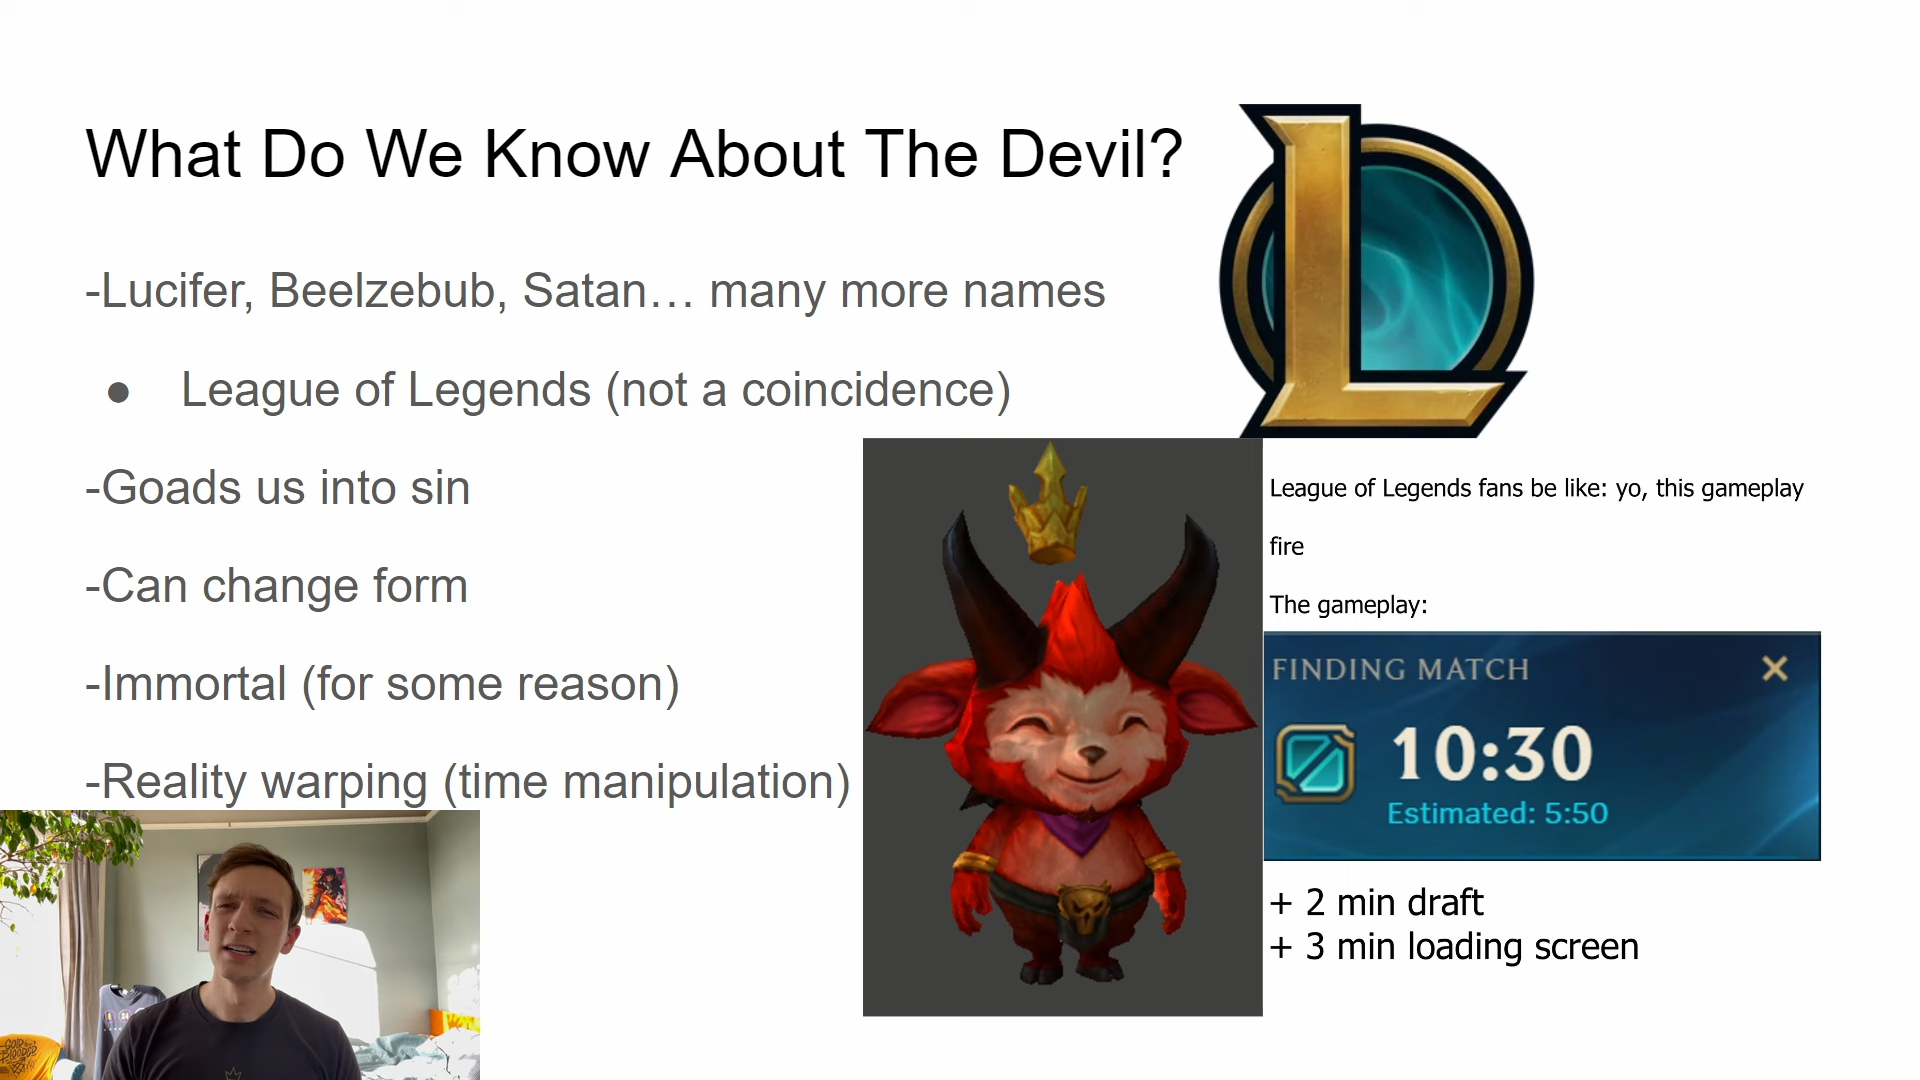 What Do We Know About The Devil?
-Lucifer, Beelzebub, Satan… many more names
● League of Legends (not a coincidence)
-Goads us into sin
-Can change form
-Immortal (for some reason)
-Reality warping (time manipulation)
L
League of Legends fans be like: yo, this gameplay
fire
The gameplay:
FINDING MATCH
10:30
Estimated: 5:50
+ 2 min draft
+ 3 min loading screen
GOLD
BLOODED